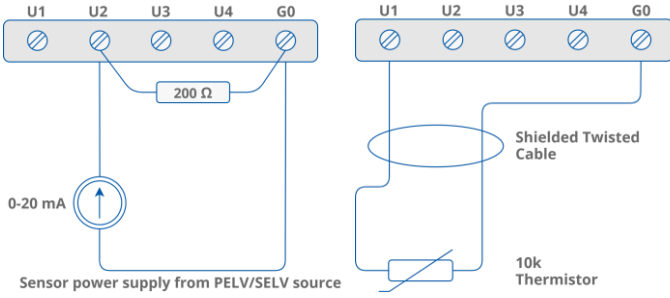 U1 U2 U3 U4 G0
200 Ω
0-20 mA
Sensor power supply from PELV/SELV source
U1 U2 U3 U4 G0
Shielded Twisted
Cable
10k
Thermistor